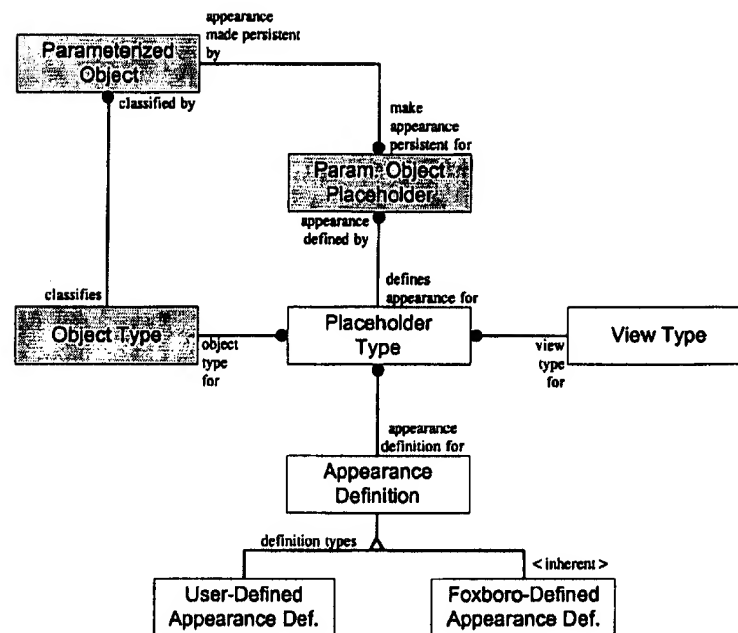 appearance
made persistent
by
Parameterized
Object
classified by
make
appearance
persistent for
Param. Object
Placeholder
appearance
defined by
classifies
defines
appearance for
Object Type
object
type
for
Placeholder
Type
view
type for
View Type
appearance
definition for
Appearance
Definition
definition types
< inherent >
User-Defined
Appearance Def.
Foxboro-Defined
Appearance Def.